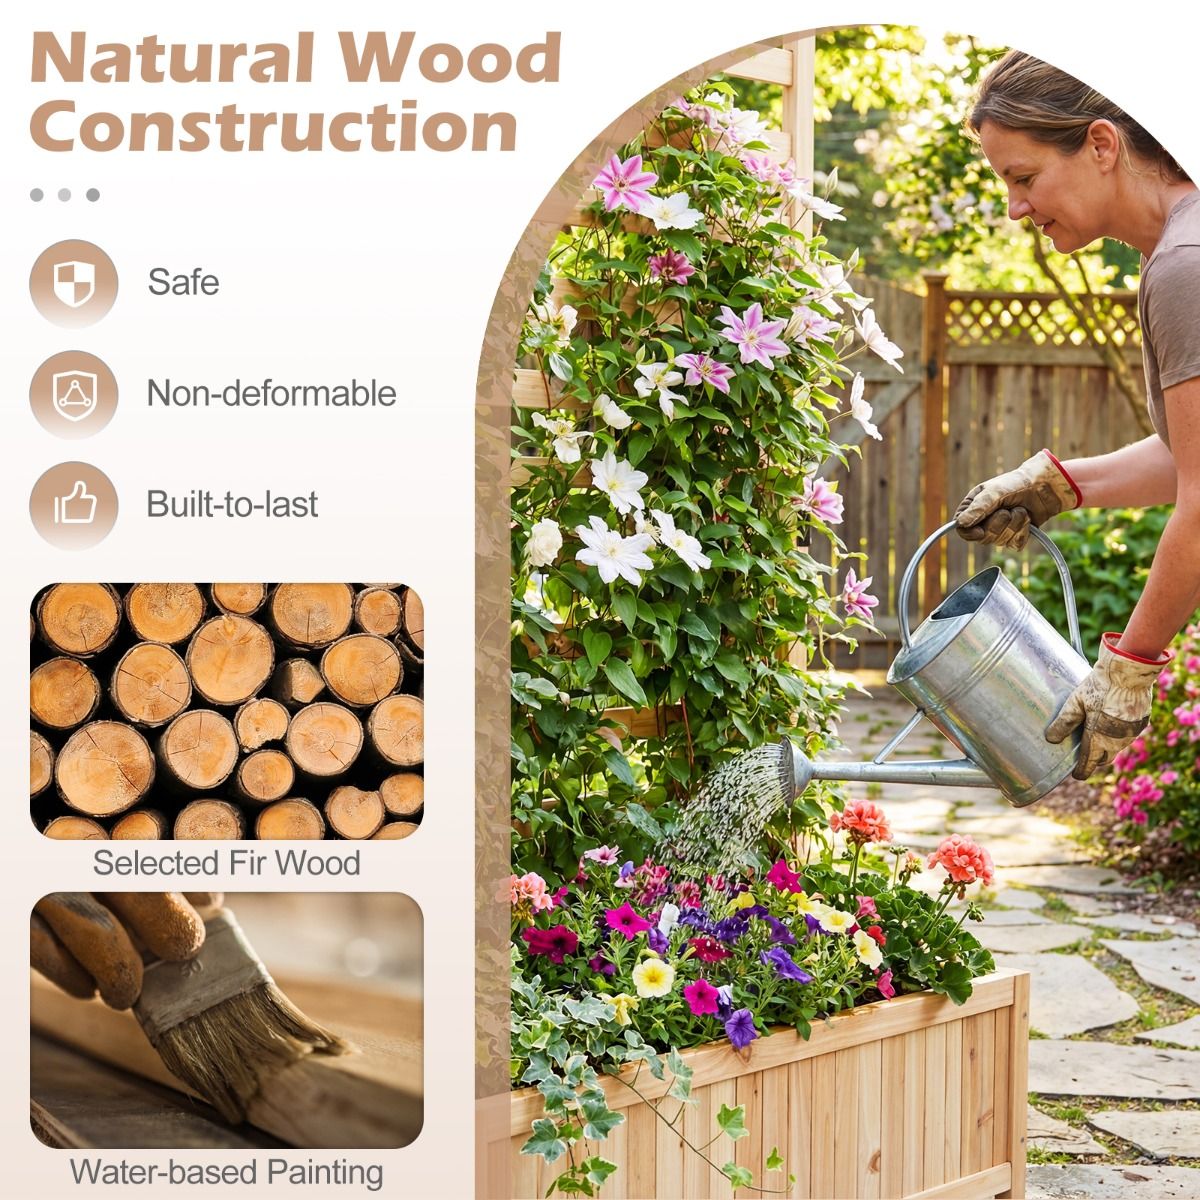 Natural Wood
Construction
Safe
Non-deformable
Built-to-last
Selected Fir Wood
Water-based Painting